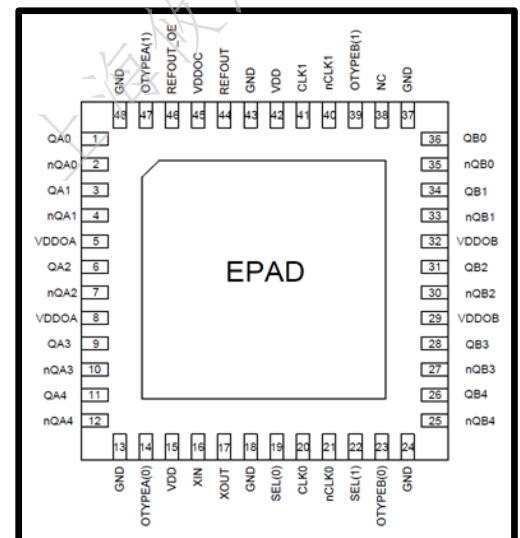 GND OTYPEA(1) REFOUT_OE VDDOC REFOUT GND VDD CLK1 nCLK1 OTYPEB(1) NC GND
48 47 46 45 44 43 42 41 40 39 38 37
QA0 1 36 QB0
nQA0 2 35 nQB0
QA1 3 34 QB1
nQA1 4 33 nQB1
VDDOA 5 32 VDDOB
QA2 6 31 QB2
nQA2 7 30 nQB2
VDDOA 8 29 VDDOB
QA3 9 28 QB3
nQA3 10 27 nQB3
QA4 11 26 QB4
nQA4 12 25 nQB4
EPAD
13 14 15 16 17 18 19 20 21 22 23 24
GND OTYPEA(0) VDD XIN XOUT GND SEL(0) CLK0 nCLK0 SEL(1) OTYPEB(0) GND